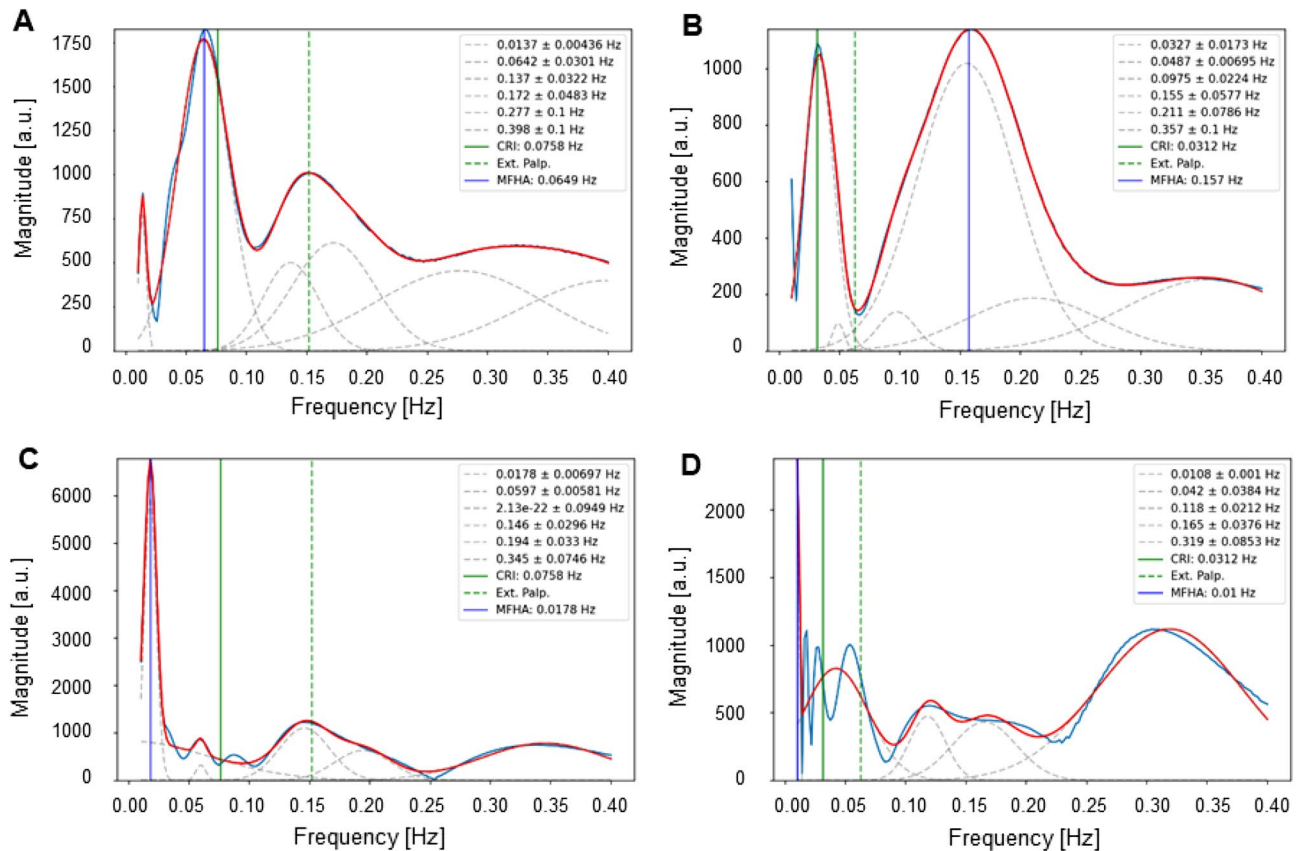 A
Magnitude [a.u.]
1750
1500
1250
1000
750
500
250
0
0.0137 ± 0.00436 Hz
0.0642 ± 0.0301 Hz
0.137 ± 0.0322 Hz
0.172 ± 0.0483 Hz
0.277 ± 0.1 Hz
0.398 ± 0.1 Hz
CRI: 0.0758 Hz
Ext. Palp.
MFHA: 0.0649 Hz
0.00 0.05 0.10 0.15 0.20 0.25 0.30 0.35 0.40
Frequency [Hz]
B
Magnitude [a.u.]
1000
800
600
400
200
0
0.0327 ± 0.0173 Hz
0.0487 ± 0.00695 Hz
0.0975 ± 0.0224 Hz
0.155 ± 0.0577 Hz
0.211 ± 0.0786 Hz
0.357 ± 0.1 Hz
CRI: 0.0312 Hz
Ext. Palp.
MFHA: 0.157 Hz
0.00 0.05 0.10 0.15 0.20 0.25 0.30 0.35 0.40
Frequency [Hz]
C
Magnitude [a.u.]
6000
5000
4000
3000
2000
1000
0
0.0178 ± 0.00697 Hz
0.0597 ± 0.00581 Hz
2.13e-22 ± 0.0949 Hz
0.146 ± 0.0296 Hz
0.194 ± 0.033 Hz
0.345 ± 0.0746 Hz
CRI: 0.0758 Hz
Ext. Palp.
MFHA: 0.0178 Hz
0.00 0.05 0.10 0.15 0.20 0.25 0.30 0.35 0.40
Frequency [Hz]
D
Magnitude [a.u.]
2000
1500
1000
500
0
0.0108 ± 0.001 Hz
0.042 ± 0.0384 Hz
0.118 ± 0.0212 Hz
0.165 ± 0.0376 Hz
0.319 ± 0.0853 Hz
CRI: 0.0312 Hz
Ext. Palp.
MFHA: 0.01 Hz
0.00 0.05 0.10 0.15 0.20 0.25 0.30 0.35 0.40
Frequency [Hz]